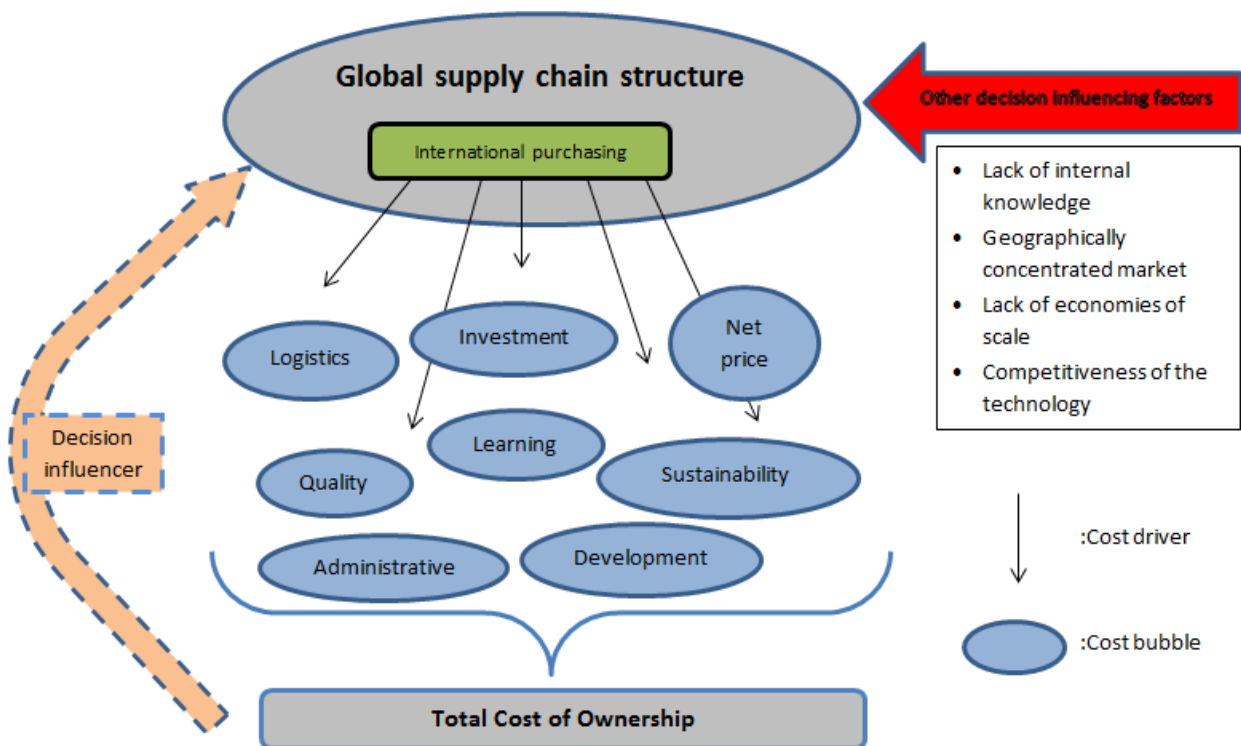 Global supply chain structure
International purchasing
Other decision influencing factors
• Lack of internal
knowledge
• Geographically
concentrated market
• Lack of economies of
scale
• Competitiveness of the
technology
Logistics
Investment
Net
price
Decision
influencer
Quality
Learning
Sustainability
Administrative
Development
:Cost driver
:Cost bubble
Total Cost of Ownership